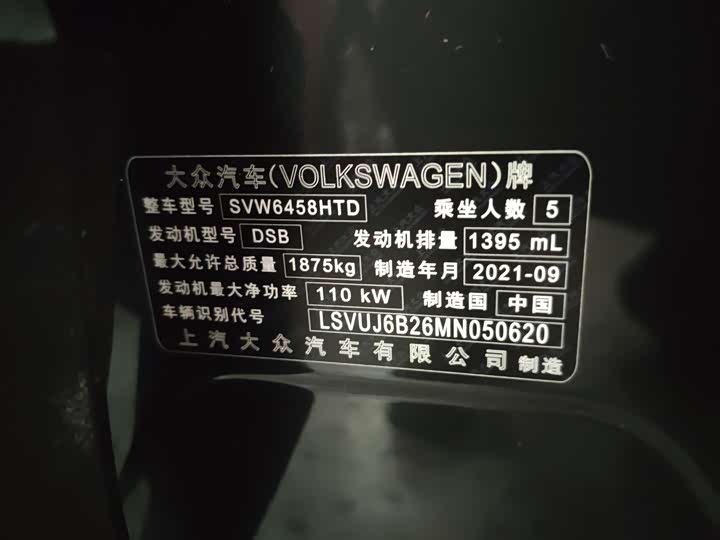 大众汽车(VOLKSWAGEN)牌
整车型号 SVW6458HTD 乘坐人数 5
发动机型号 DSB 发动机排量 1395 mL
最大允许总质量 1875kg 制造年月 2021-09
发动机最大净功率 110 kW 制造国 中国
车辆识别代号 LSVUJ6B26MN050620
上汽大众汽车有限公司 制造